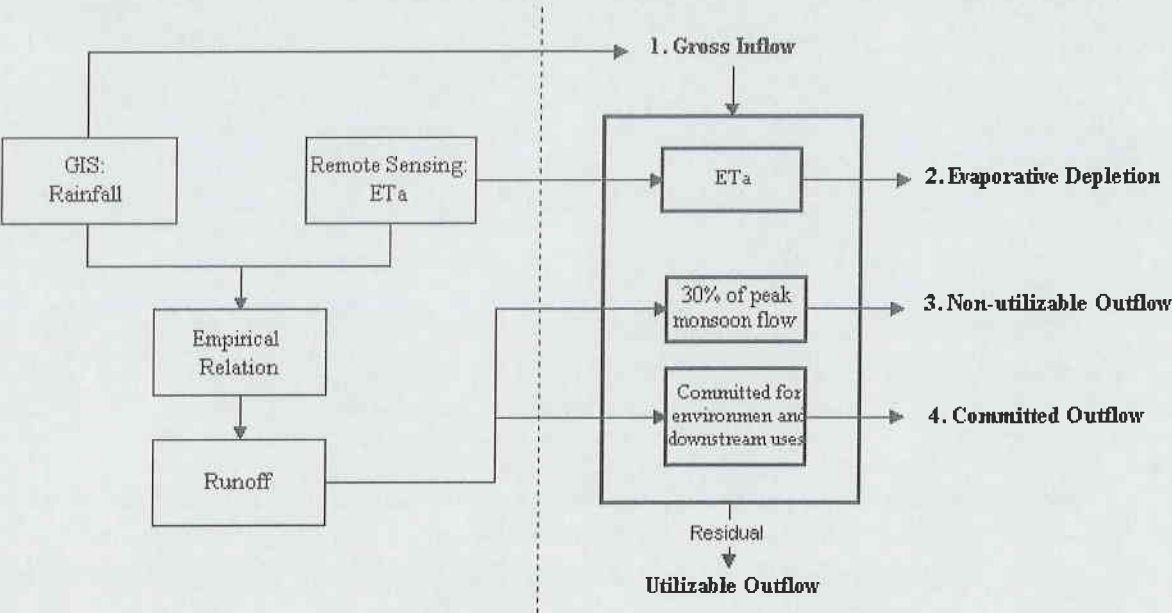 1. Gross Inflow
GIS:
Rainfall
Remote Sensing:
ETa
ETa
2. Evaporative Depletion
Empirical
Relation
30% of peak
monsoon flow
3. Non-utilizable Outflow
Committed for
environmen and
downstream uses
4. Committed Outflow
Runoff
Residual
Utilizable Outflow